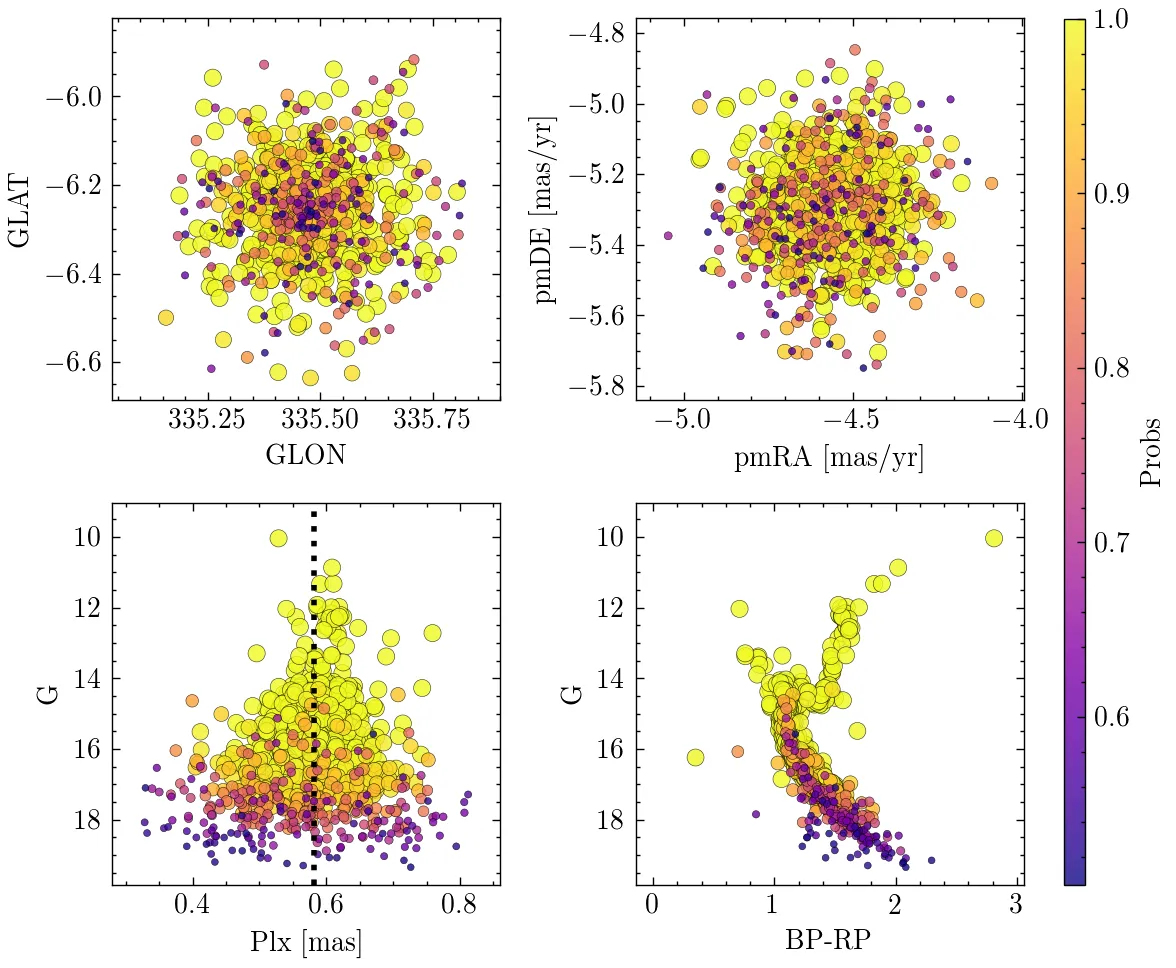 −6.0
−6.2
−6.4
−6.6
GLAT
335.25 335.50 335.75
GLON
−4.8
−5.0
−5.2
−5.4
−5.6
−5.8
pmDE [mas/yr]
−5.0 −4.5 −4.0
pmRA [mas/yr]
1.0
0.9
0.8
0.7
0.6
Probs
10
12
14
16
18
G
0.4 0.6 0.8
Plx [mas]
10
12
14
16
18
G
0 1 2 3
BP-RP